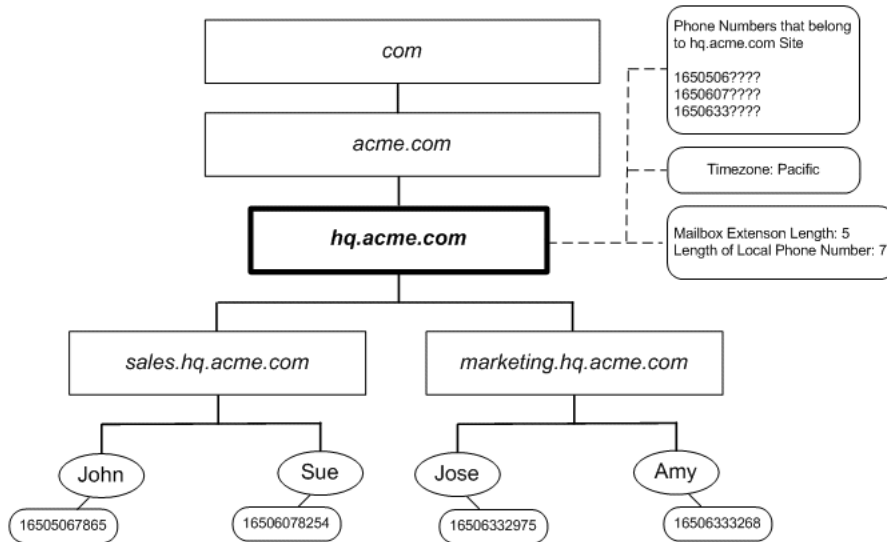 com
Phone Numbers that belong
to hq.acme.com Site
1650506????
1650607????
1650633????
acme.com
Timezone: Pacific
hq.acme.com
Mailbox Extenson Length: 5
Length of Local Phone Number: 7
sales.hq.acme.com
marketing.hq.acme.com
John
Sue
Jose
Amy
16505067865
16506078254
16506332975
16506333268